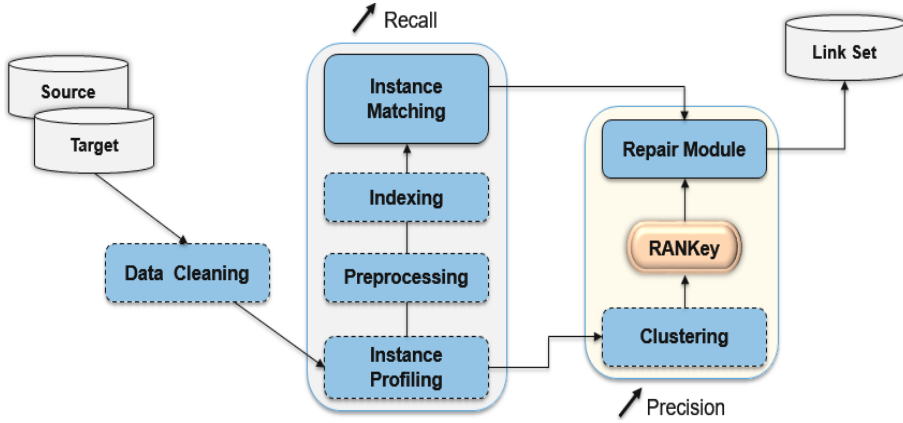 Recall
Source
Target
Instance
Matching
Link Set
Repair Module
Indexing
RANKey
Data Cleaning
Preprocessing
Instance
Profiling
Clustering
Precision